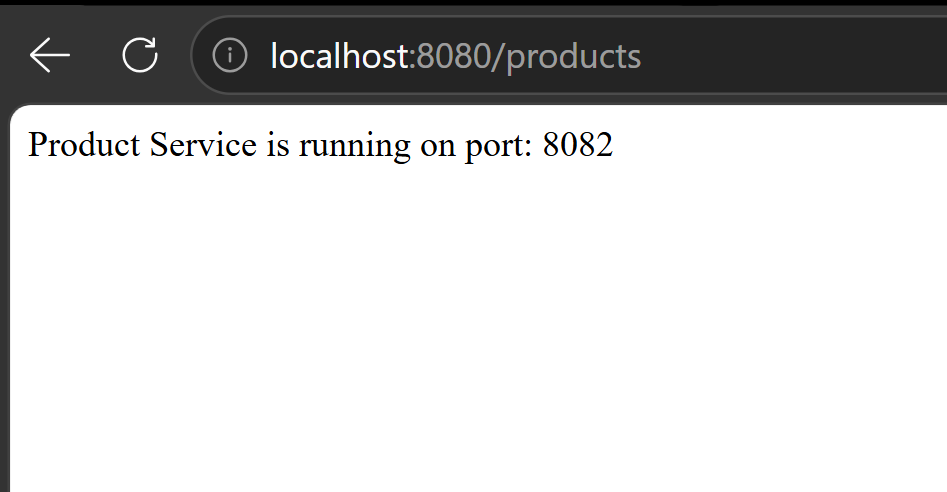 localhost:8080/products
Product Service is running on port: 8082